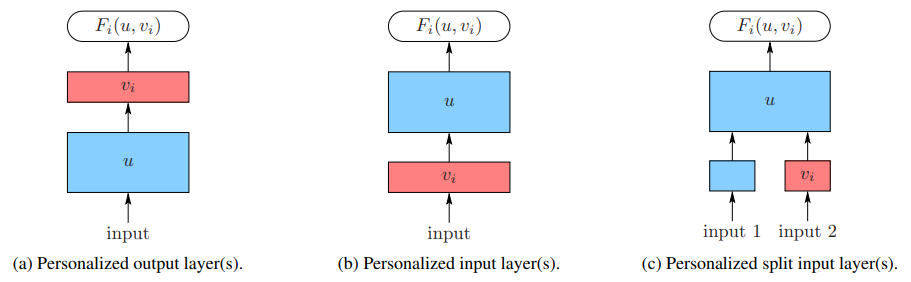 F_i(u, v_i) F_i(u, v_i) F_i(u, v_i)
v_i
u u
u
v_i v_i
input input input 1 input 2
(a) Personalized output layer(s). (b) Personalized input layer(s). (c) Personalized split input layer(s).